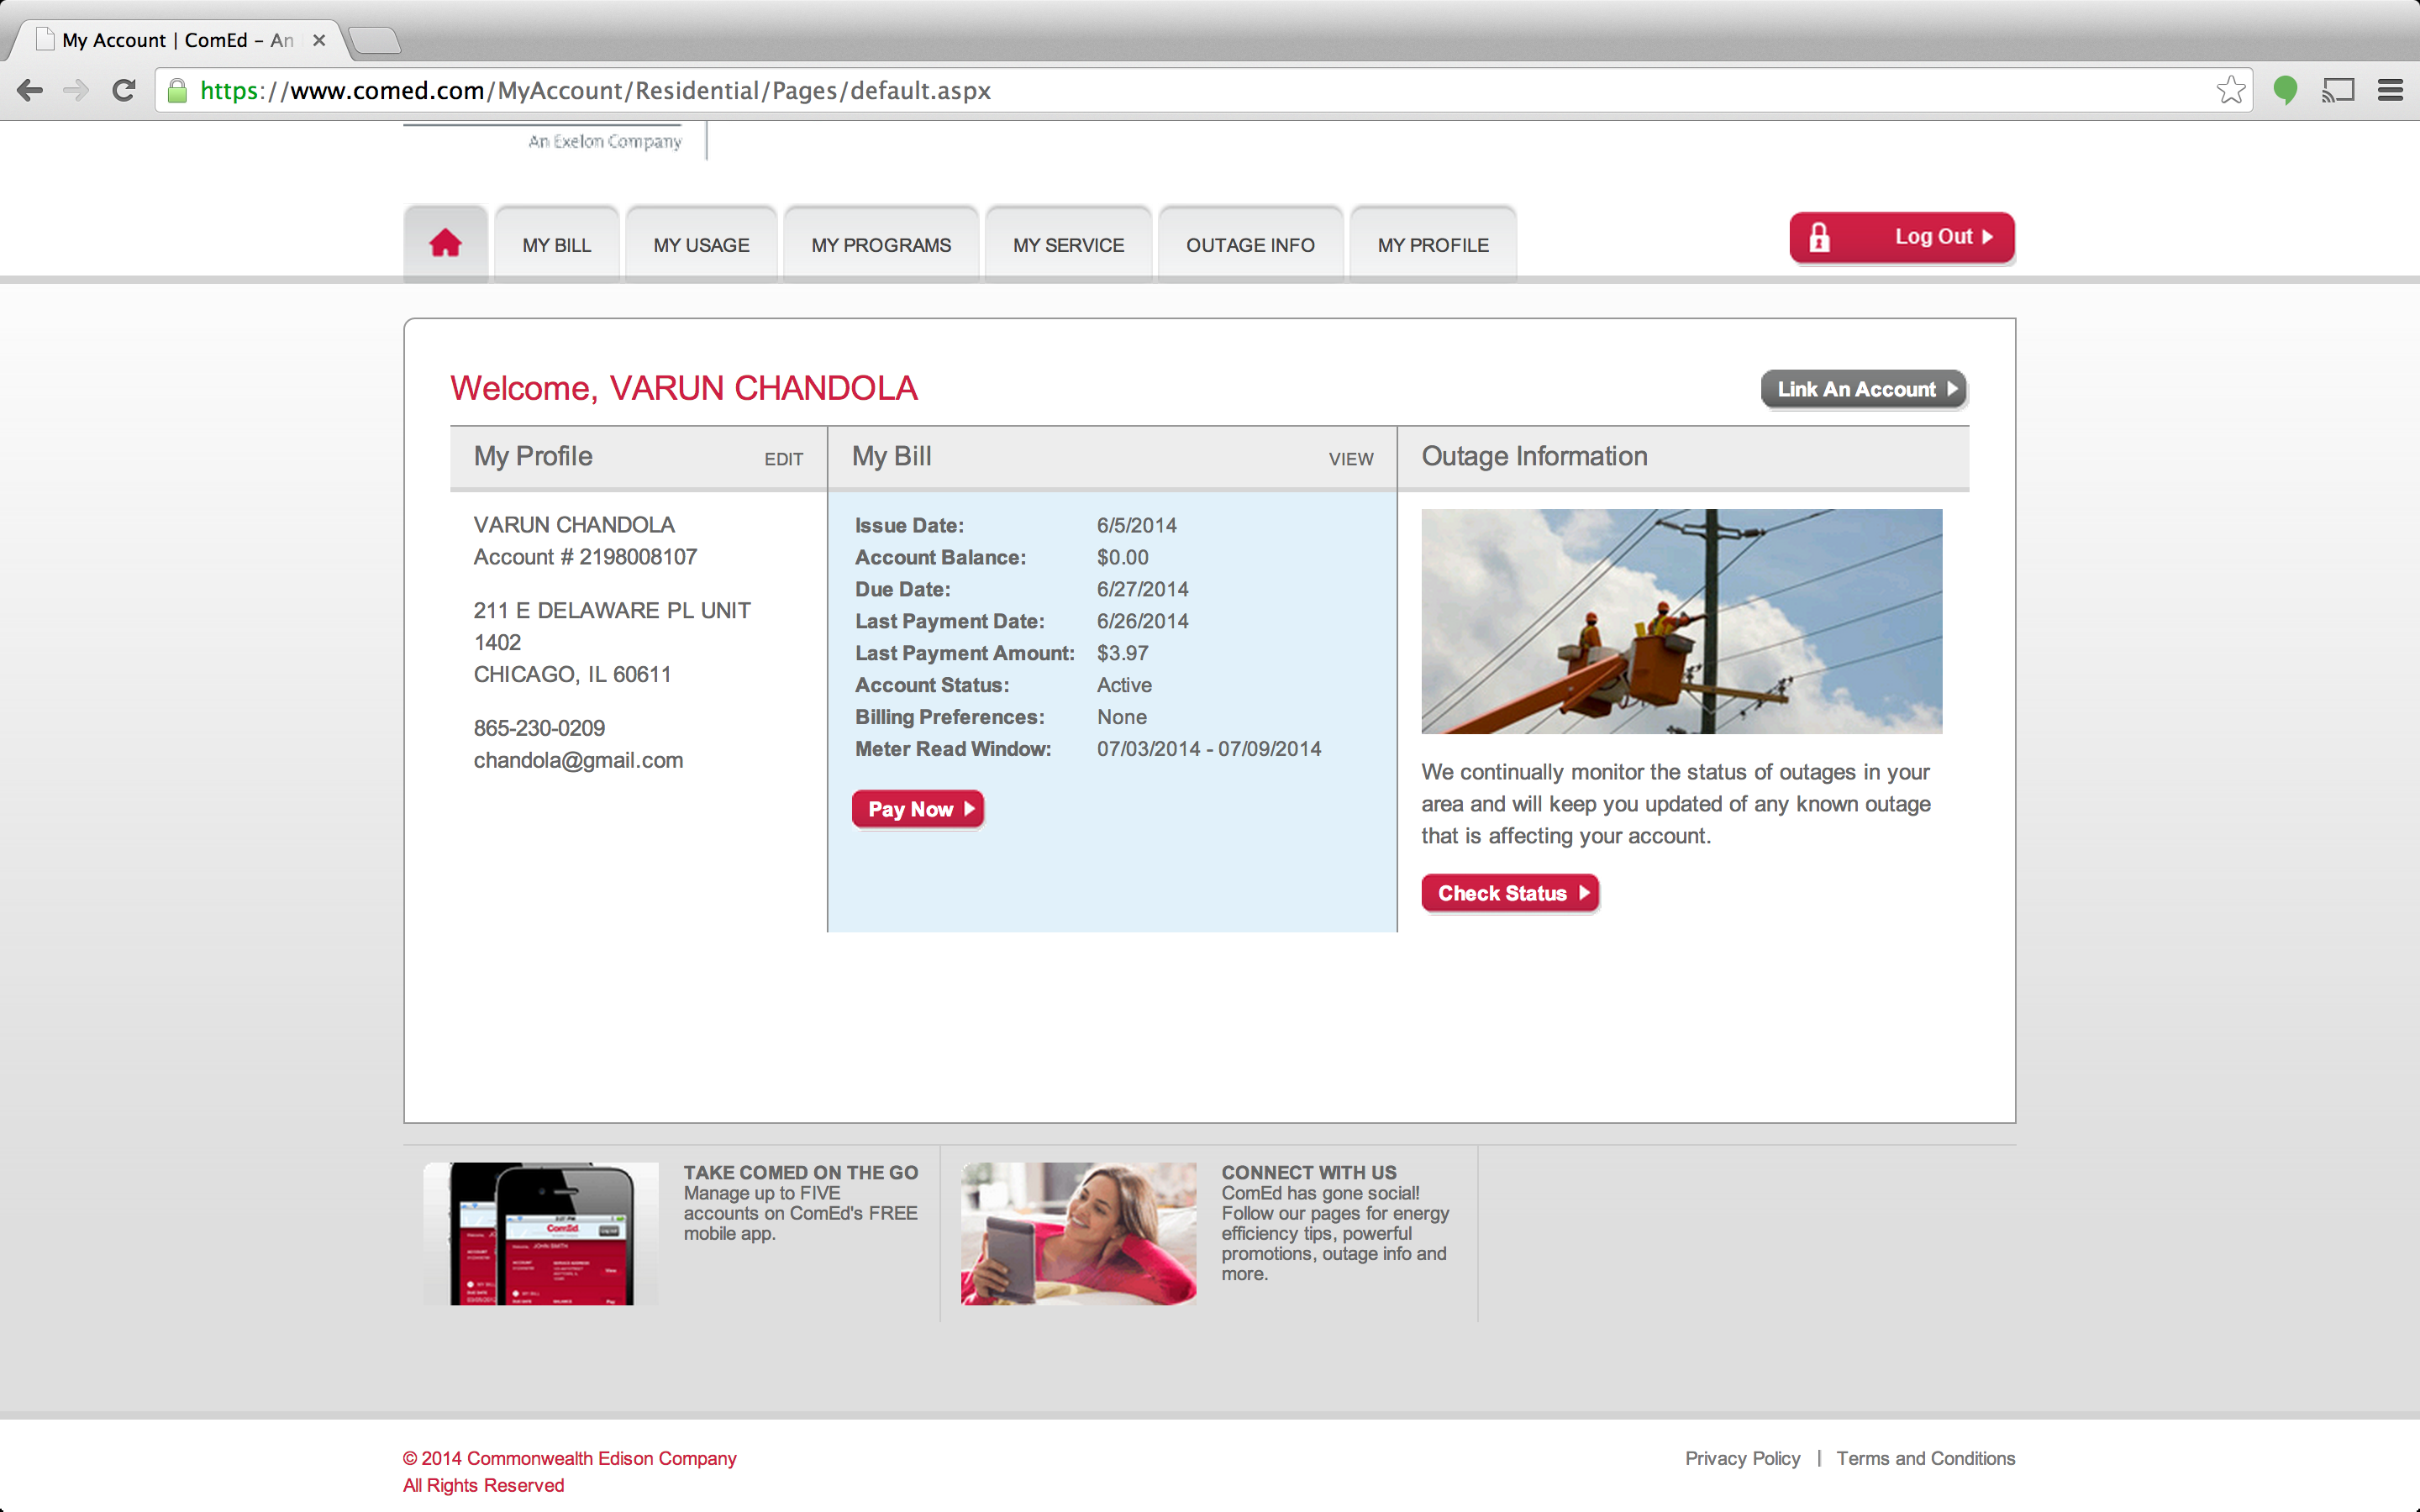 My Account | ComEd – An
https://www.comed.com/MyAccount/Residential/Pages/default.aspx
An Exelon Company
MY BILL
MY USAGE
MY PROGRAMS
MY SERVICE
OUTAGE INFO
MY PROFILE
Log Out
Welcome, VARUN CHANDOLA
Link An Account
My Profile
EDIT
VARUN CHANDOLA
Account # 2198008107
211 E DELAWARE PL UNIT
1402
CHICAGO, IL 60611
865-230-0209
chandola@gmail.com
My Bill
VIEW
Issue Date: 6/5/2014
Account Balance: $0.00
Due Date: 6/27/2014
Last Payment Date: 6/26/2014
Last Payment Amount: $3.97
Account Status: Active
Billing Preferences: None
Meter Read Window: 07/03/2014 - 07/09/2014
Pay Now
Outage Information
We continually monitor the status of outages in your
area and will keep you updated of any known outage
that is affecting your account.
Check Status
ComEd
JOHN SMITH
TAKE COMED ON THE GO
Manage up to FIVE
accounts on ComEd's FREE
mobile app.
CONNECT WITH US
ComEd has gone social!
Follow our pages for energy
efficiency tips, powerful
promotions, outage info and
more.
© 2014 Commonwealth Edison Company
All Rights Reserved
Privacy Policy | Terms and Conditions